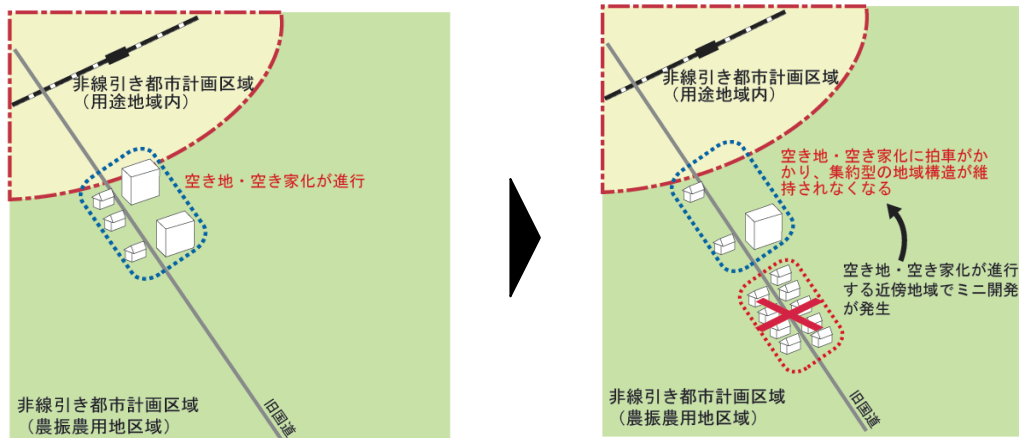 非線引き都市計画区域
（用途地域内）
空き地・空き家化が進行
非線引き都市計画区域
（農振農用地区域）
旧国道
非線引き都市計画区域
（用途地域内）
空き地・空き家化に拍車がか
かり、集約型の地域構造が維
持されなくなる
空き地・空き家化が進行
する近傍地域でミニ開発
が発生
非線引き都市計画区域
（農振農用地区域）
旧国道